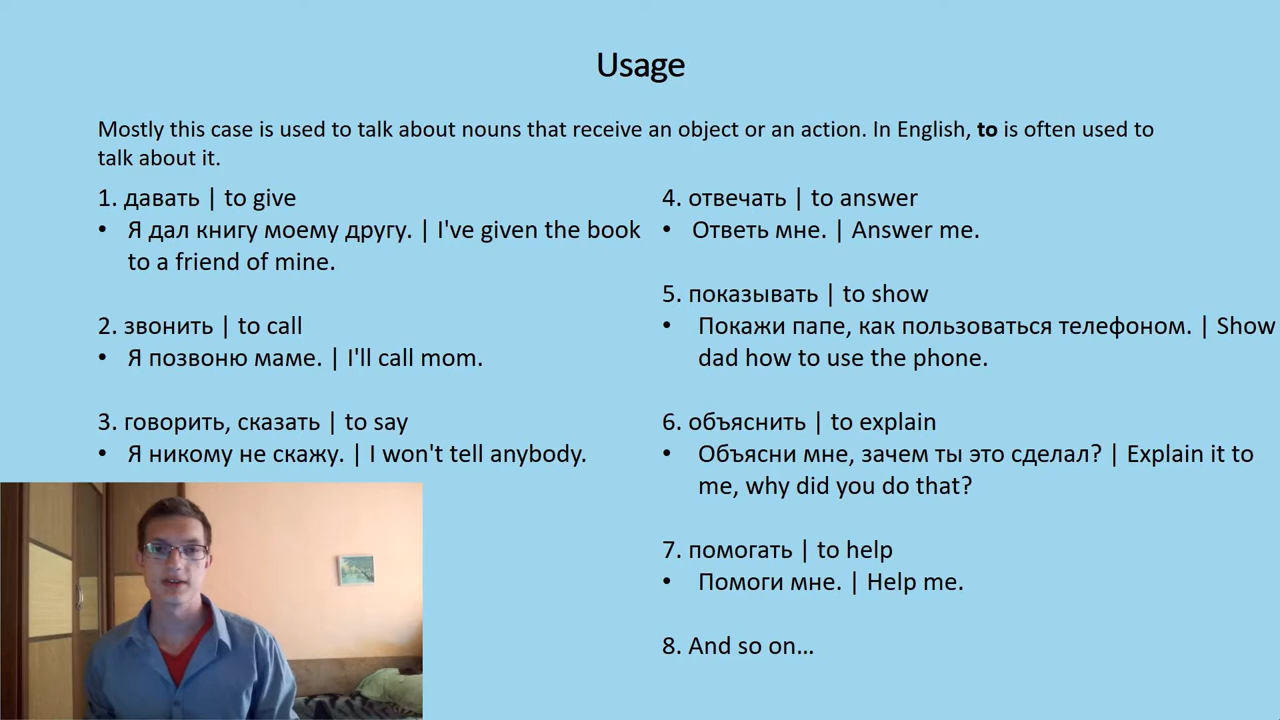 Usage
Mostly this case is used to talk about nouns that receive an object or an action. In English, to is often used to
talk about it.
1. давать | to give
• Я дал книгу моему другу. | I've given the book
to a friend of mine.
2. звонить | to call
• Я позвоню маме. | I'll call mom.
3. говорить, сказать | to say
• Я никому не скажу. | I won't tell anybody.
4. отвечать | to answer
• Ответь мне. | Answer me.
5. показывать | to show
• Покажи папе, как пользоваться телефоном. | Show
dad how to use the phone.
6. объяснить | to explain
• Объясни мне, зачем ты это сделал? | Explain it to
me, why did you do that?
7. помогать | to help
• Помоги мне. | Help me.
8. And so on...